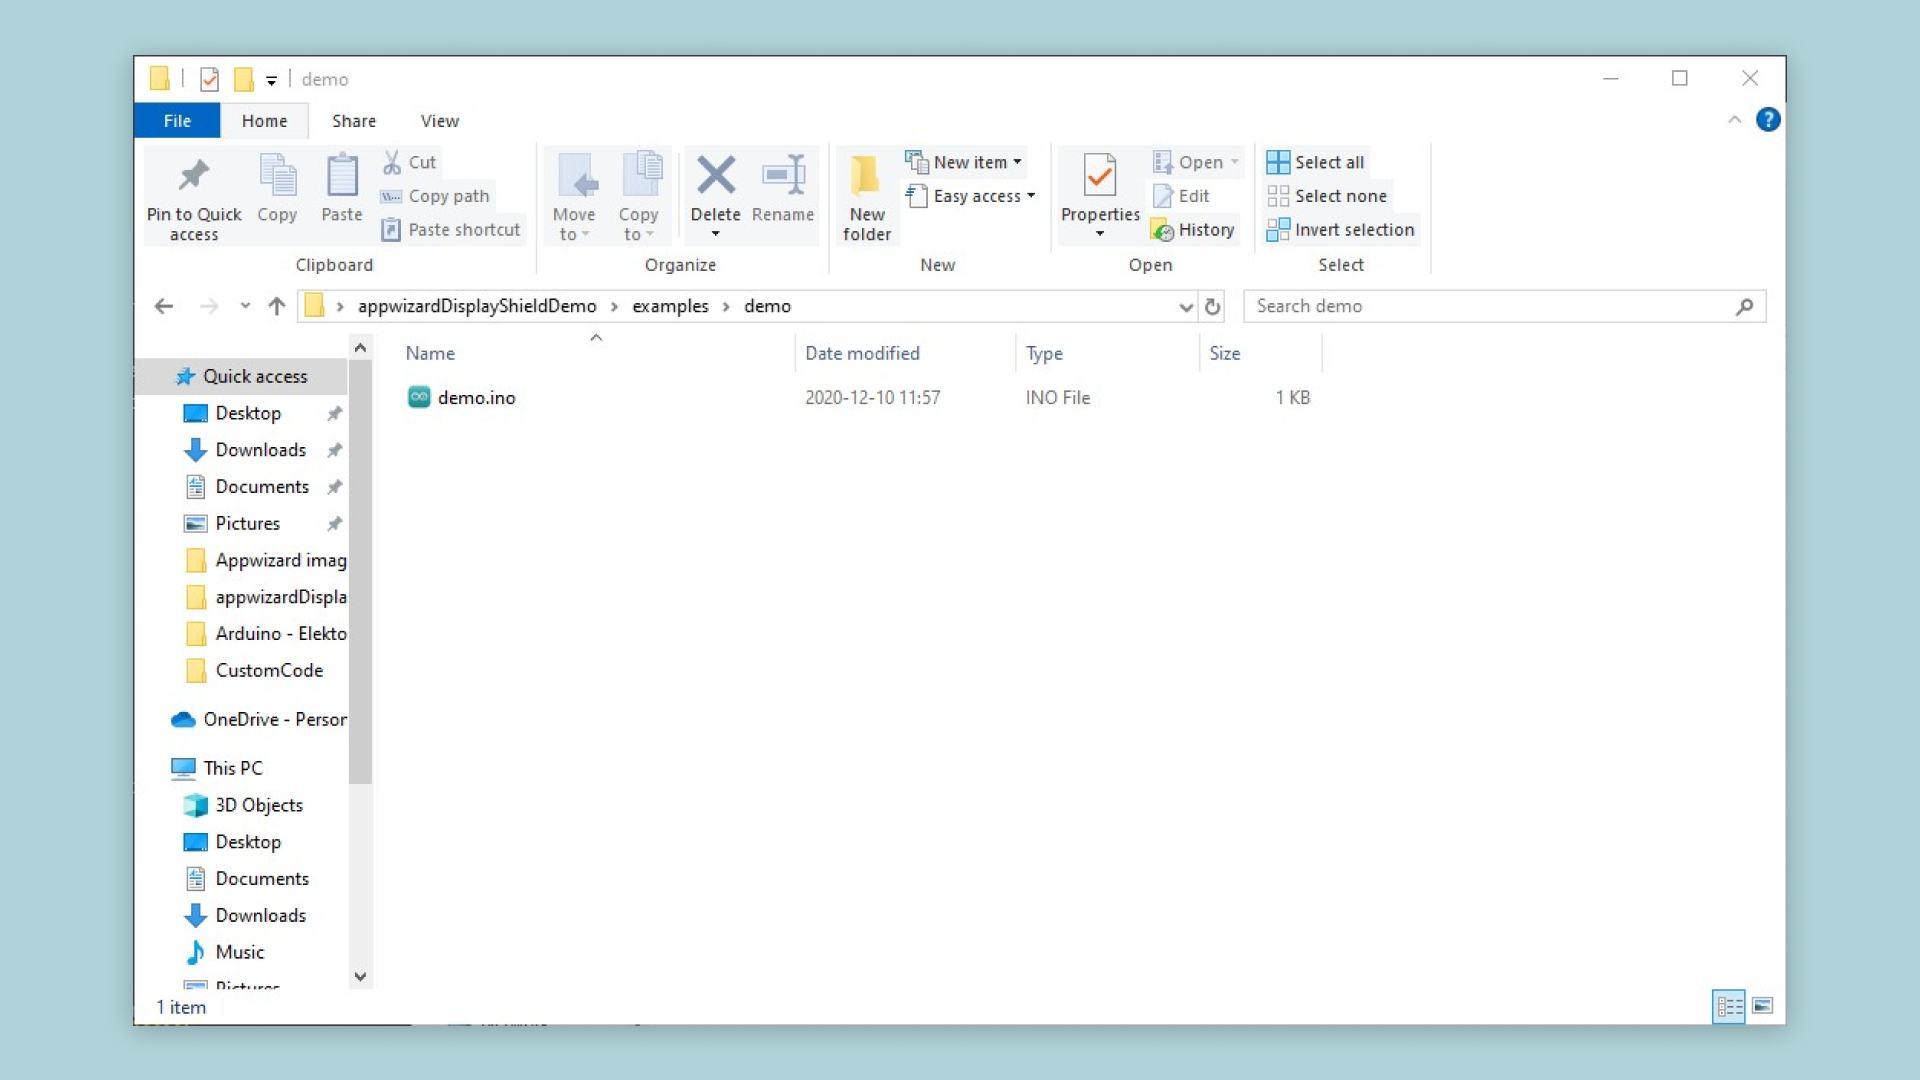 demo
File Home Share View
Pin to Quick access
Copy
Paste
Cut
Copy path
Paste shortcut
Clipboard
Move to
Copy to
Delete
Rename
Organize
New folder
New item
Easy access
New
Properties
Open
Edit
History
Open
Select all
Select none
Invert selection
Select
appwizardDisplayShieldDemo > examples > demo
Search demo
Name Date modified Type Size
demo.ino 2020-12-10 11:57 INO File 1 KB
Quick access
Desktop
Downloads
Documents
Pictures
Appwizard imag
appwizardDispla
Arduino - Elekto
CustomCode
OneDrive - Person
This PC
3D Objects
Desktop
Documents
Downloads
Music
Pictures
1 item